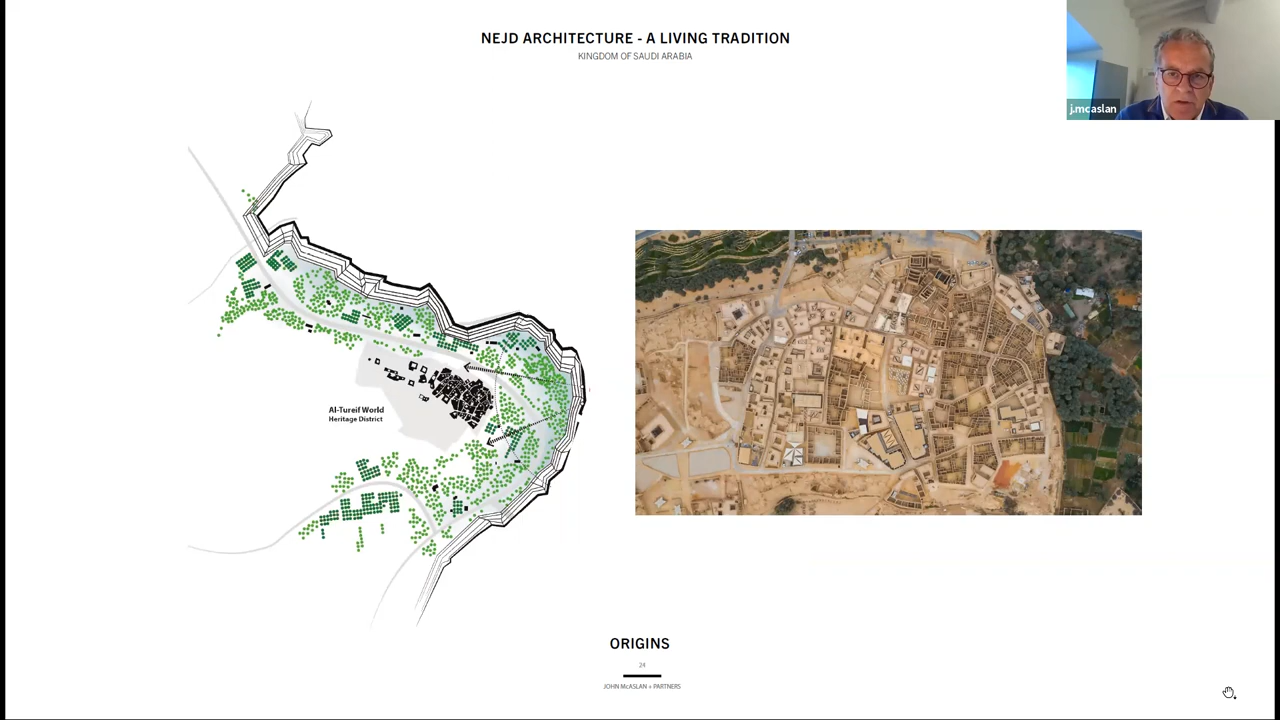 NEJD ARCHITECTURE - A LIVING TRADITION
KINGDOM OF SAUDI ARABIA
j.mcaslan
Al-Tureif World
Heritage District
ORIGINS
24
JOHN McASLAN + PARTNERS